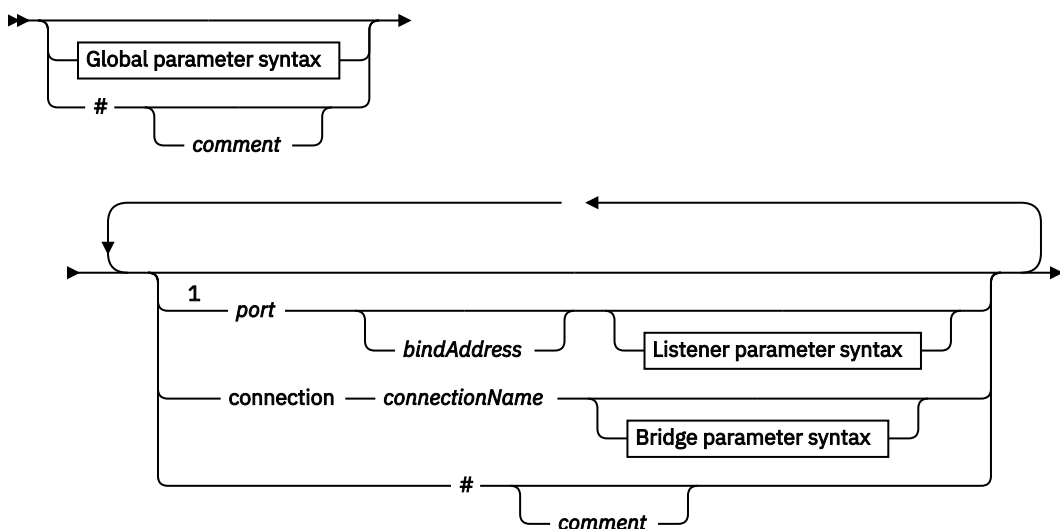 Global parameter syntax
#
comment
1
port
bindAddress
Listener parameter syntax
connection connectionName
Bridge parameter syntax
#
comment